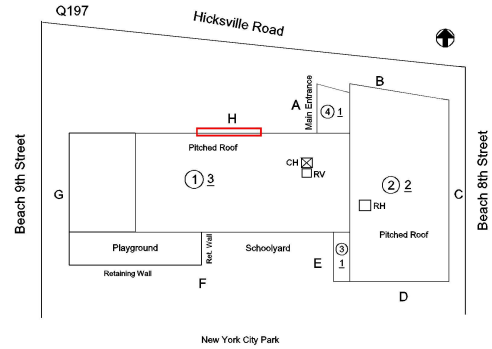 Q197
Hicksville Road
B
A
Main Entrance
4 1
H
Pitched Roof
CH
RV
1 3
2 2
RH
Pitched Roof
G
C
Beach 9th Street
Beach 8th Street
Playground
Ret. Wall
Schoolyard
3
1
E
Retaining Wall
F
D
New York City Park